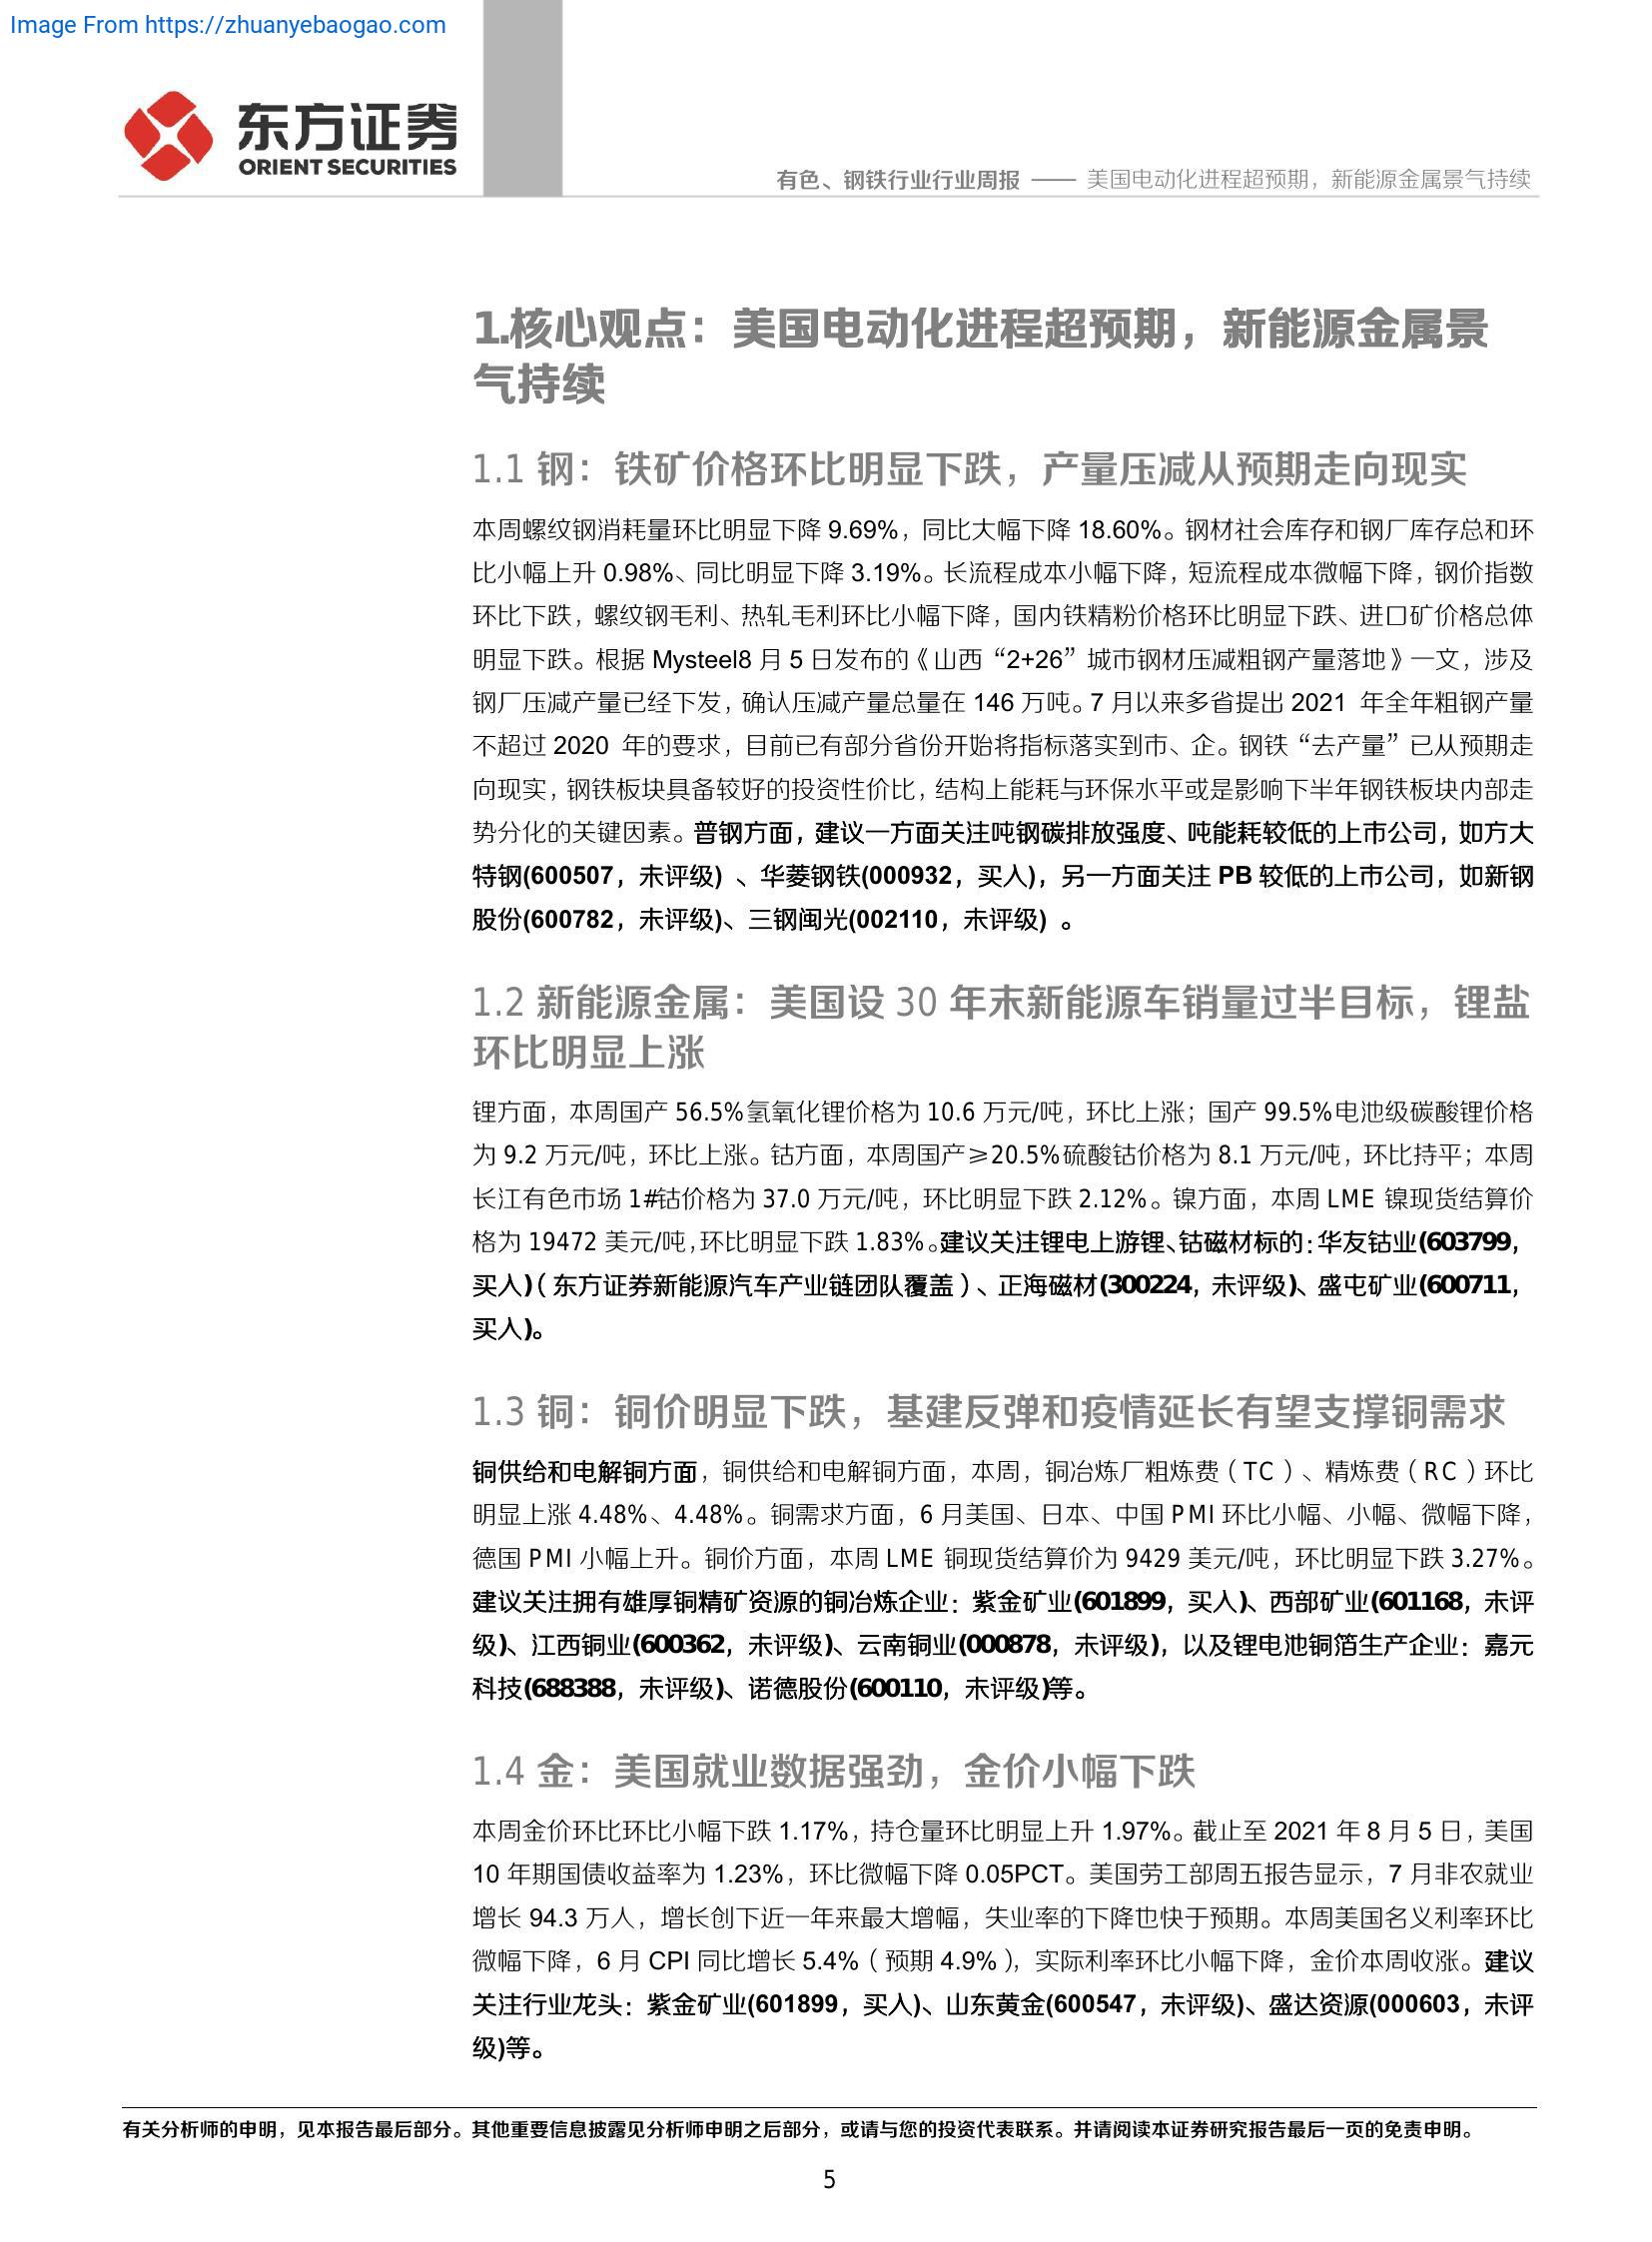 Image From https://zhuanyebaogao.com
东方证券
ORIENT SECURITIES
有色、钢铁行业行业周报 —— 美国电动化进程超预期，新能源金属景气持续
1.核心观点：美国电动化进程超预期，新能源金属景
气持续
1.1 钢：铁矿价格环比明显下跌，产量压减从预期走向现实
本周螺纹钢消耗量环比明显下降 9.69%，同比大幅下降 18.60%。钢材社会库存和钢厂库存总和环
比小幅上升 0.98%、同比明显下降 3.19%。长流程成本小幅下降，短流程成本微幅下降，钢价指数
环比下跌，螺纹钢毛利、热轧毛利环比小幅下降，国内铁精粉价格环比明显下跌、进口矿价格总体
明显下跌。根据 Mysteel8 月 5 日发布的《山西“2+26”城市钢材压减粗钢产量落地》一文，涉及
钢厂压减产量已经下发，确认压减产量总量在 146 万吨。7 月以来多省提出 2021 年全年粗钢产量
不超过 2020 年的要求，目前已有部分省份开始将指标落实到市、企。钢铁“去产量”已从预期走
向现实，钢铁板块具备较好的投资性价比，结构上能耗与环保水平或是影响下半年钢铁板块内部走
势分化的关键因素。普钢方面，建议一方面关注吨钢碳排放强度、吨能耗较低的上市公司，如方大
特钢(600507，未评级) 、华菱钢铁(000932，买入)，另一方面关注 PB 较低的上市公司，如新钢
股份(600782，未评级)、三钢闽光(002110，未评级) 。
1.2 新能源金属：美国设 30 年末新能源车销量过半目标，锂盐
环比明显上涨
锂方面，本周国产 56.5%氢氧化锂价格为 10.6 万元/吨，环比上涨；国产 99.5%电池级碳酸锂价格
为 9.2 万元/吨，环比上涨。钴方面，本周国产≥20.5%硫酸钴价格为 8.1 万元/吨，环比持平；本周
长江有色市场 1#钴价格为 37.0 万元/吨，环比明显下跌 2.12%。镍方面，本周 LME 镍现货结算价
格为 19472 美元/吨，环比明显下跌 1.83%。建议关注锂电上游锂、钴磁材标的：华友钴业(603799，
买入)（东方证券新能源汽车产业链团队覆盖）、正海磁材(300224，未评级)、盛屯矿业(600711，
买入)。
1.3 铜：铜价明显下跌，基建反弹和疫情延长有望支撑铜需求
铜供给和电解铜方面，铜供给和电解铜方面，本周，铜冶炼厂粗炼费（TC）、精炼费（RC）环比
明显上涨 4.48%、4.48%。铜需求方面，6 月美国、日本、中国 PMI 环比小幅、小幅、微幅下降，
德国 PMI 小幅上升。铜价方面，本周 LME 铜现货结算价为 9429 美元/吨，环比明显下跌 3.27%。
建议关注拥有雄厚铜精矿资源的铜冶炼企业：紫金矿业(601899，买入)、西部矿业(601168，未评
级)、江西铜业(600362，未评级)、云南铜业(000878，未评级)，以及锂电池铜箔生产企业：嘉元
科技(688388，未评级)、诺德股份(600110，未评级)等。
1.4 金：美国就业数据强劲，金价小幅下跌
本周金价环比环比小幅下跌 1.17%，持仓量环比明显上升 1.97%。截止至 2021 年 8 月 5 日，美国
10 年期国债收益率为 1.23%，环比微幅下降 0.05PCT。美国劳工部周五报告显示，7 月非农就业
增长 94.3 万人，增长创下近一年来最大增幅，失业率的下降也快于预期。本周美国名义利率环比
微幅下降，6 月 CPI 同比增长 5.4%（预期 4.9%），实际利率环比小幅下降，金价本周收涨。建议
关注行业龙头：紫金矿业(601899，买入)、山东黄金(600547，未评级)、盛达资源(000603，未评
级)等。
有关分析师的申明，见本报告最后部分。其他重要信息披露见分析师申明之后部分，或请与您的投资代表联系。并请阅读本证券研究报告最后一页的免责申明。
5